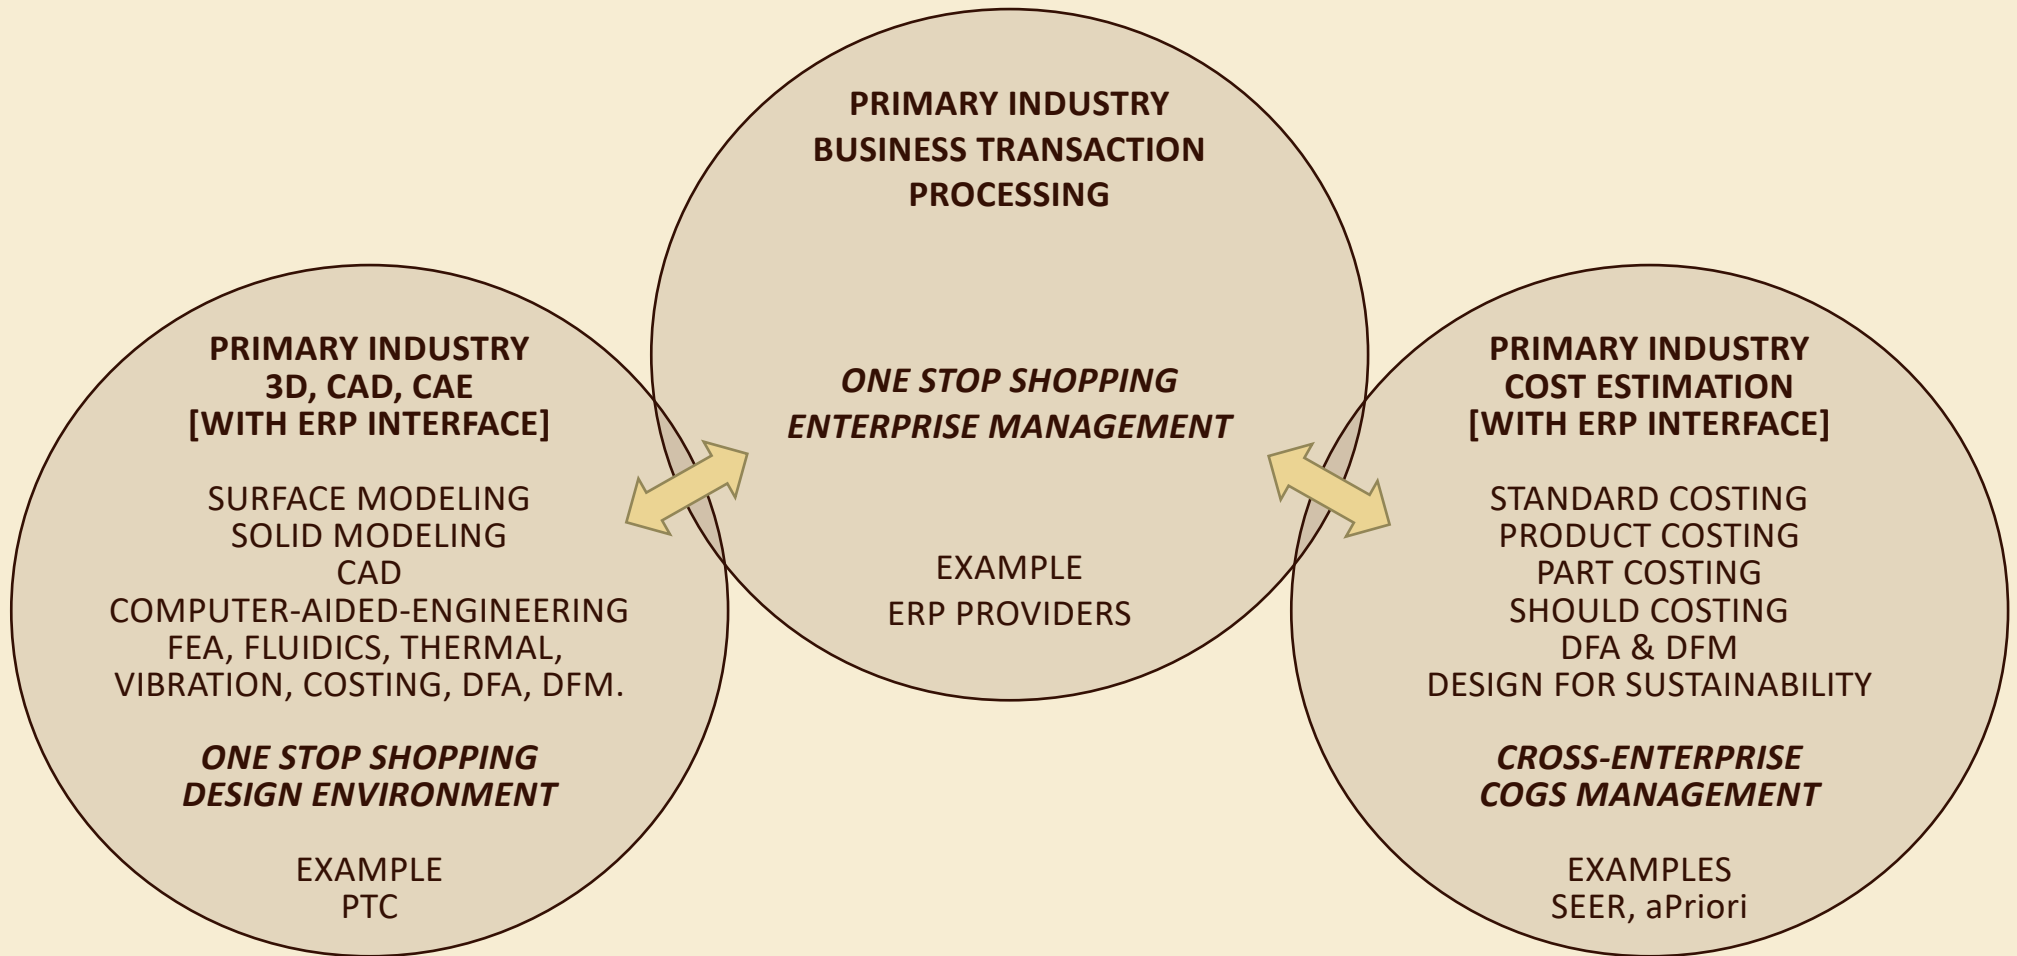 PRIMARY INDUSTRY
BUSINESS TRANSACTION
PROCESSING
ONE STOP SHOPPING
ENTERPRISE MANAGEMENT
EXAMPLE
ERP PROVIDERS
PRIMARY INDUSTRY
3D, CAD, CAE
[WITH ERP INTERFACE]
SURFACE MODELING
SOLID MODELING
CAD
COMPUTER-AIDED-ENGINEERING
FEA, FLUIDICS, THERMAL,
VIBRATION, COSTING, DFA, DFM.
ONE STOP SHOPPING
DESIGN ENVIRONMENT
EXAMPLE
PTC
PRIMARY INDUSTRY
COST ESTIMATION
[WITH ERP INTERFACE]
STANDARD COSTING
PRODUCT COSTING
PART COSTING
SHOULD COSTING
DFA & DFM
DESIGN FOR SUSTAINABILITY
CROSS-ENTERPRISE
COGS MANAGEMENT
EXAMPLES
SEER, aPriori